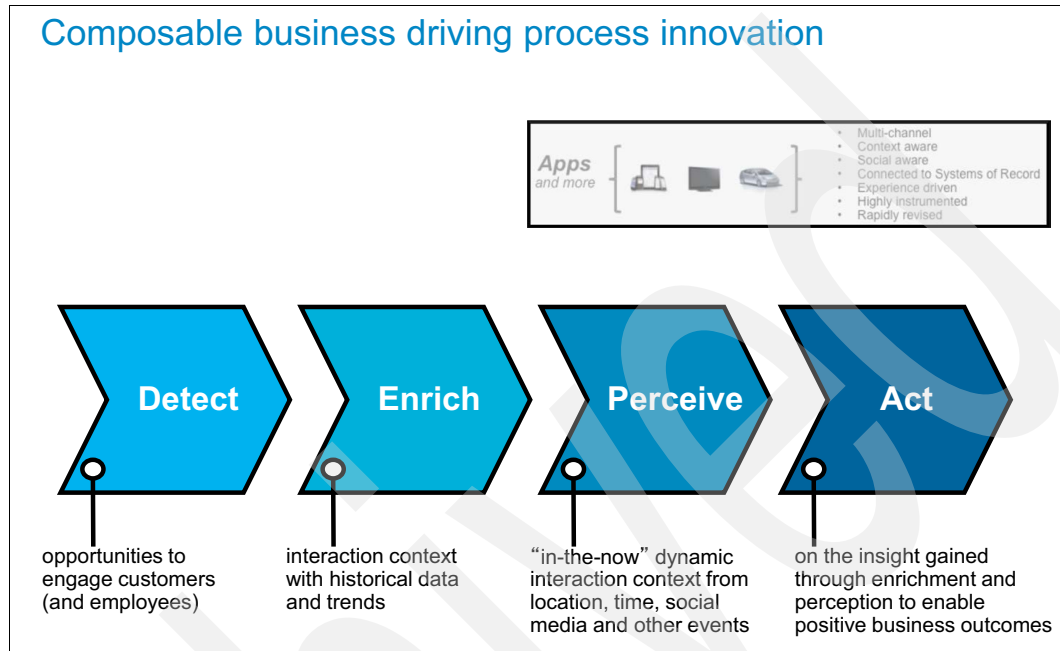 Composable business driving process innovation
Apps
and more
• Multi-channel
• Context aware
• Social aware
• Connected to Systems of Record
• Experience driven
• Highly instrumented
• Rapidly revised
Detect
Enrich
Perceive
Act
opportunities to
engage customers
(and employees)
interaction context
with historical data
and trends
“in-the-now” dynamic
interaction context from
location, time, social
media and other events
on the insight gained
through enrichment and
perception to enable
positive business outcomes